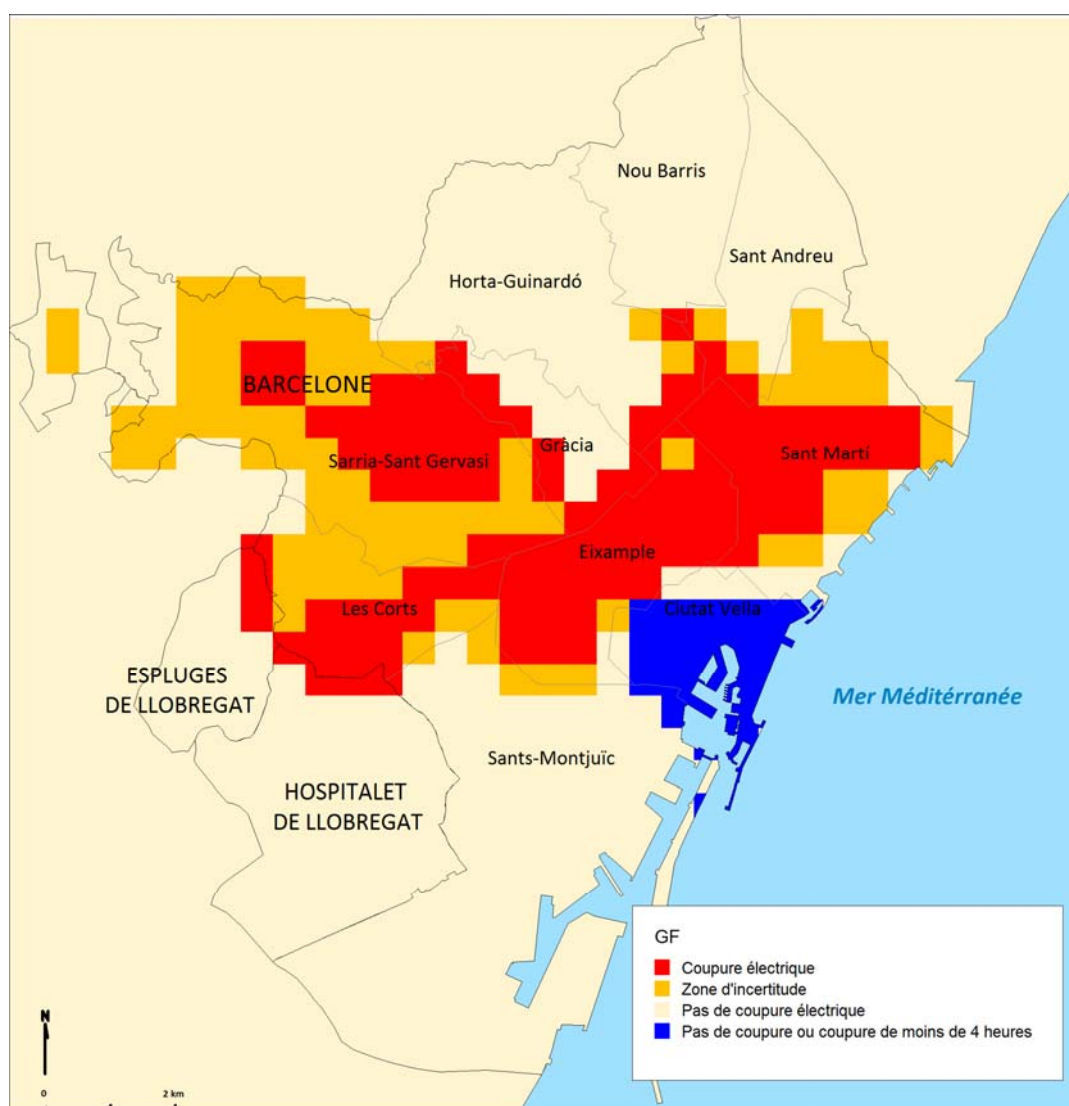 Nou Barris
Sant Andreu
Horta-Guinardó
BARCELONE
Gràcia
Sarria-Sant Gervasi
Sant Martí
Eixample
Les Corts
Ciutat Vella
ESPLUGES
DE LLOBREGAT
Mer Méditérranée
Sants-Montjuïc
HOSPITALET
DE LLOBREGAT
GF
Coupure électrique
Zone d'incertitude
Pas de coupure électrique
Pas de coupure ou coupure de moins de 4 heures
N
0 2 km